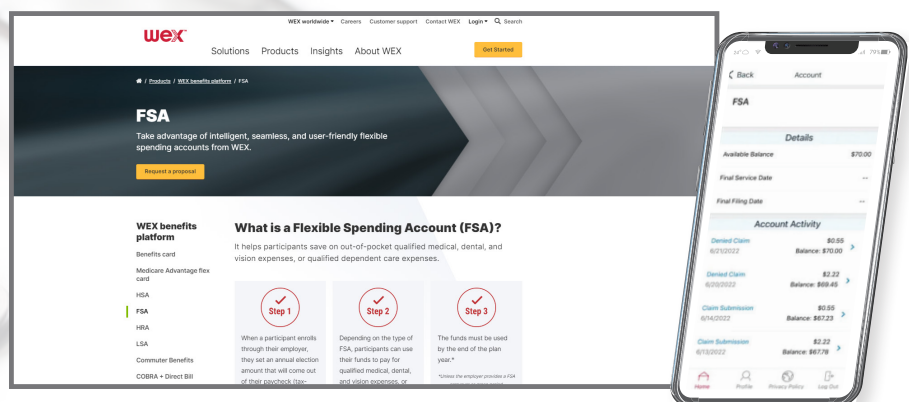 WEX worldwide Careers Customer support Contact WEX Login Search
wex
Solutions Products Insights About WEX Get Started
/ Products / WEX benefits platform / FSA
FSA
Take advantage of intelligent, seamless, and user-friendly flexible
spending accounts from WEX.
Request a proposal
WEX benefits
platform
Benefits card
Medicare Advantage flex
card
HSA
FSA
HRA
LSA
Commuter Benefits
COBRA + Direct Bill
What is a Flexible Spending Account (FSA)?
It helps participants save on out-of-pocket qualified medical, dental, and
vision expenses, or qualified dependent care expenses.
Step 1
When a participant enrolls
through their employer,
they set an annual election
amount that will come out
of their paycheck (tax-
Step 2
Depending on the type of
FSA, participants can use
their funds to pay for
qualified medical, dental,
and vision expenses, or
Step 3
The funds must be used
by the end of the plan
year.*
*Unless the employer provides a FSA
79%
Back Account
FSA
Details
Available Balance $70.00
Final Service Date --
Final Filing Date --
Account Activity
Denied Claim $0.55
6/21/2022 Balance: $70.00
Denied Claim $2.22
6/20/2022 Balance: $69.45
Claim Submission $0.55
6/14/2022 Balance: $67.23
Claim Submission $2.22
6/13/2022 Balance: $67.78
Home Profile Privacy Policy Log Out